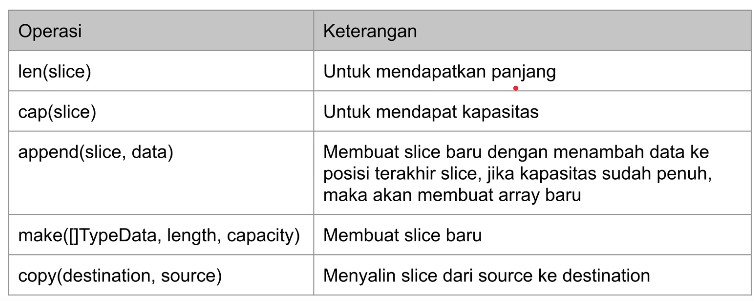 Operasi Keterangan
len(slice) Untuk mendapatkan panjang
cap(slice) Untuk mendapat kapasitas
append(slice, data) Membuat slice baru dengan menambah data ke
posisi terakhir slice, jika kapasitas sudah penuh,
maka akan membuat array baru
make([]TypeData, length, capacity) Membuat slice baru
copy(destination, source) Menyalin slice dari source ke destination